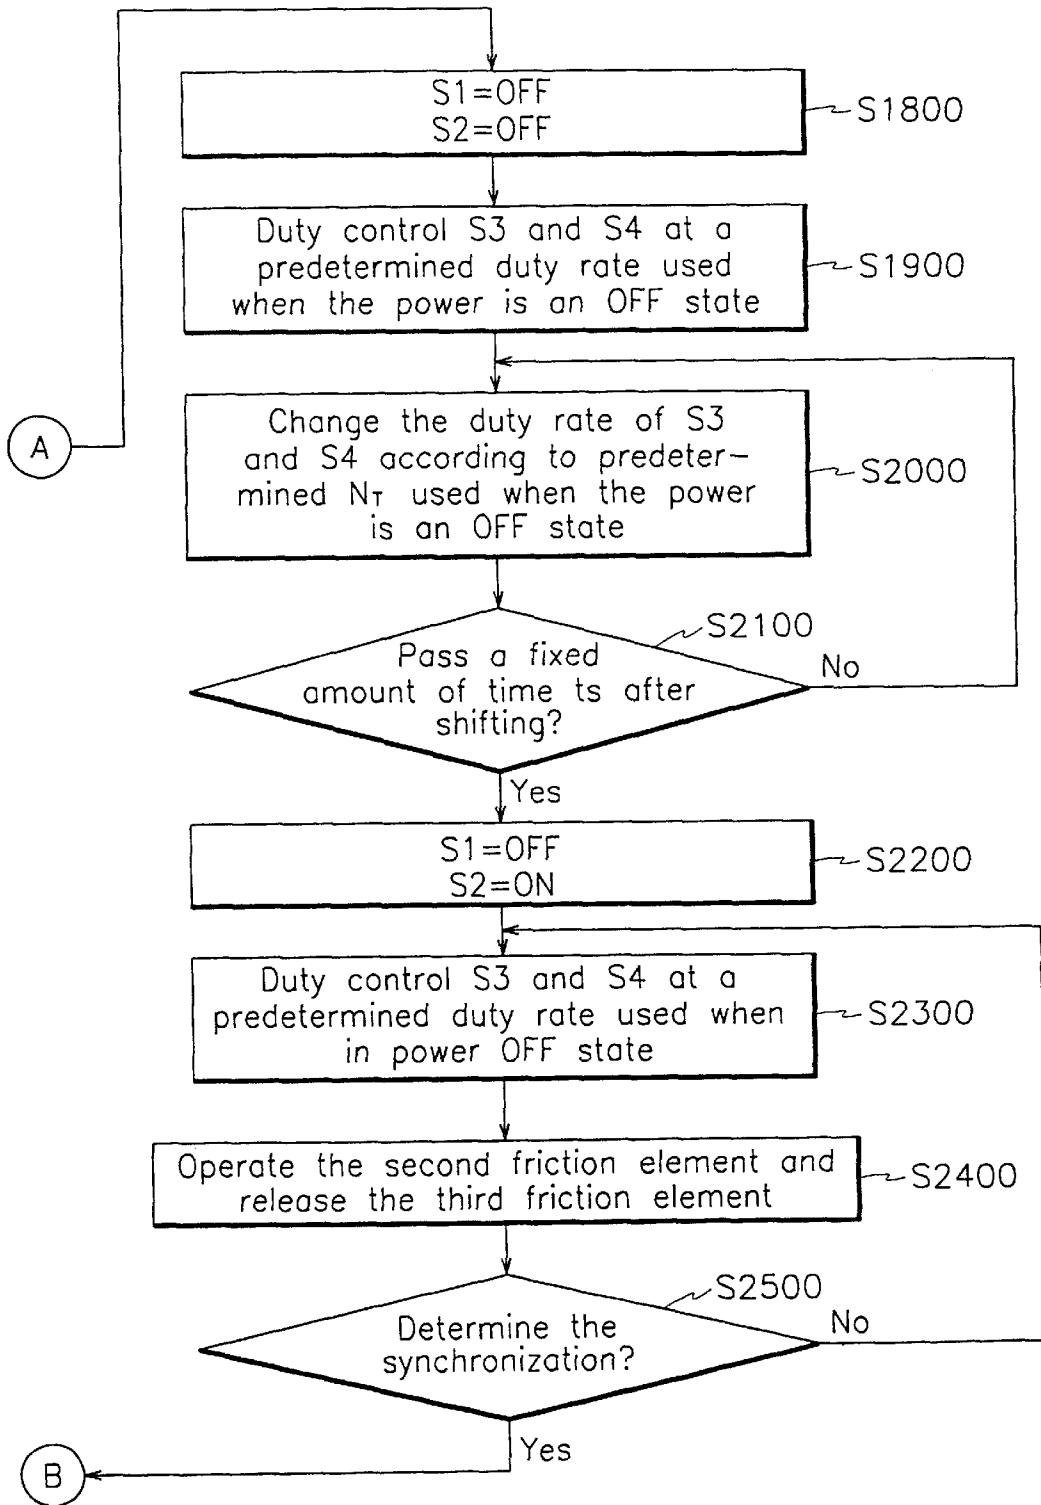 S1=OFF
S2=OFF
S1800
Duty control S3 and S4 at a
predetermined duty rate used
when the power is an OFF state
S1900
A
Change the duty rate of S3
and S4 according to predeter-
mined NT used when the power
is an OFF state
S2000
S2100
Pass a fixed
amount of time ts after
shifting?
No
Yes
S1=OFF
S2=ON
S2200
Duty control S3 and S4 at a
predetermined duty rate used when
in power OFF state
S2300
Operate the second friction element and
release the third friction element
S2400
S2500
Determine the
synchronization?
No
Yes
B